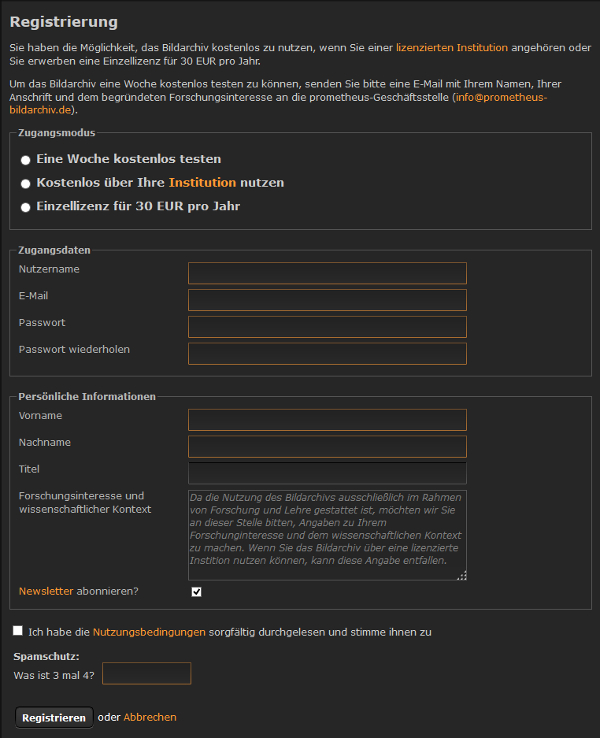 Registrierung
Sie haben die Möglichkeit, das Bildarchiv kostenlos zu nutzen, wenn Sie einer lizenzierten Institution angehören oder
Sie erwerben eine Einzellizenz für 30 EUR pro Jahr.
Um das Bildarchiv eine Woche kostenlos testen zu können, senden Sie bitte eine E-Mail mit Ihrem Namen, Ihrer
Anschrift und dem begründeten Forschungsinteresse an die prometheus-Geschäftsstelle (info@prometheus-
bildarchiv.de).
Zugangsmodus
Eine Woche kostenlos testen
Kostenlos über Ihre Institution nutzen
Einzellizenz für 30 EUR pro Jahr
Zugangsdaten
Nutzername
E-Mail
Passwort
Passwort wiederholen
Persönliche Informationen
Vorname
Nachname
Titel
Forschungsinteresse und
wissenschaftlicher Kontext
Da die Nutzung des Bildarchivs ausschließlich im Rahmen
von Forschung und Lehre gestattet ist, möchten wir Sie
an dieser Stelle bitten, Angaben zu Ihrem
Forschunginteresse und dem wissenschaftlichen Kontext
zu machen. Wenn Sie das Bildarchiv über eine lizenzierte
Instition nutzen können, kann diese Angabe entfallen.
Newsletter abonnieren?
Ich habe die Nutzungsbedingungen sorgfältig durchgelesen und stimme ihnen zu
Spamschutz:
Was ist 3 mal 4?
Registrieren oder Abbrechen